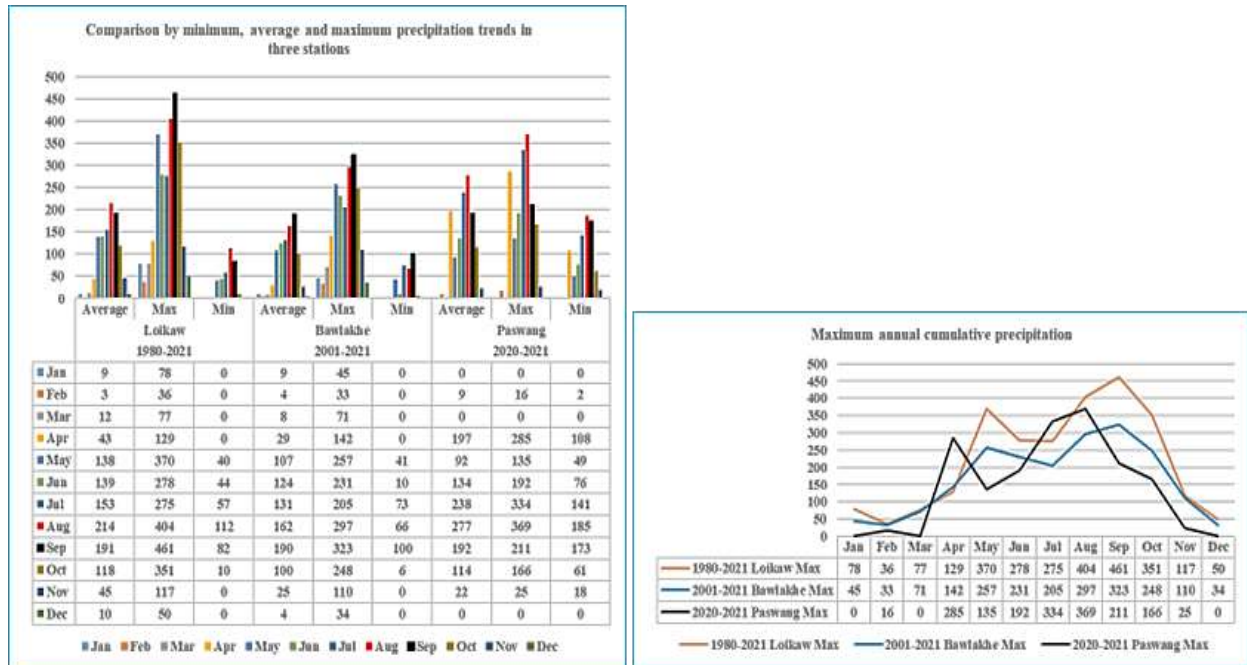 Comparison by minimum, average and maximum precipitation trends in
three stations
500
450
400
350
300
250
200
150
100
50
0
Average Max Min Average Max Min Average Max Min
Loikaw Bawlakhe Paswang
1980-2021 2001-2021 2020-2021
Jan 9 78 0 9 45 0 0 0 0
Feb 3 36 0 4 33 0 9 16 2
Mar 12 77 0 8 71 0 0 0 0
Apr 43 129 0 29 142 0 197 285 108
May 138 370 40 107 257 41 92 135 49
Jun 139 278 44 124 231 10 134 192 76
Jul 153 275 57 131 205 73 238 334 141
Aug 214 404 112 162 297 66 277 369 185
Sep 191 461 82 190 323 100 192 211 173
Oct 118 351 10 100 248 6 114 166 61
Nov 45 117 0 25 110 0 22 25 18
Dec 10 50 0 4 34 0 0 0 0
Jan Feb Mar Apr May Jun Jul Aug Sep Oct Nov Dec
Maximum annual cumulative precipitation
500
450
400
350
300
250
200
150
100
50
0
Jan Feb Mar Apr May Jun Jul Aug Sep Oct Nov Dec
1980-2021 Loikaw Max 78 36 77 129 370 278 275 404 461 351 117 50
2001-2021 Bawlakhe Max 45 33 71 142 257 231 205 297 323 248 110 34
2020-2021 Paswang Max 0 16 0 285 135 192 334 369 211 166 25 0
1980-2021 Loikaw Max 2001-2021 Bawlakhe Max 2020-2021 Paswang Max